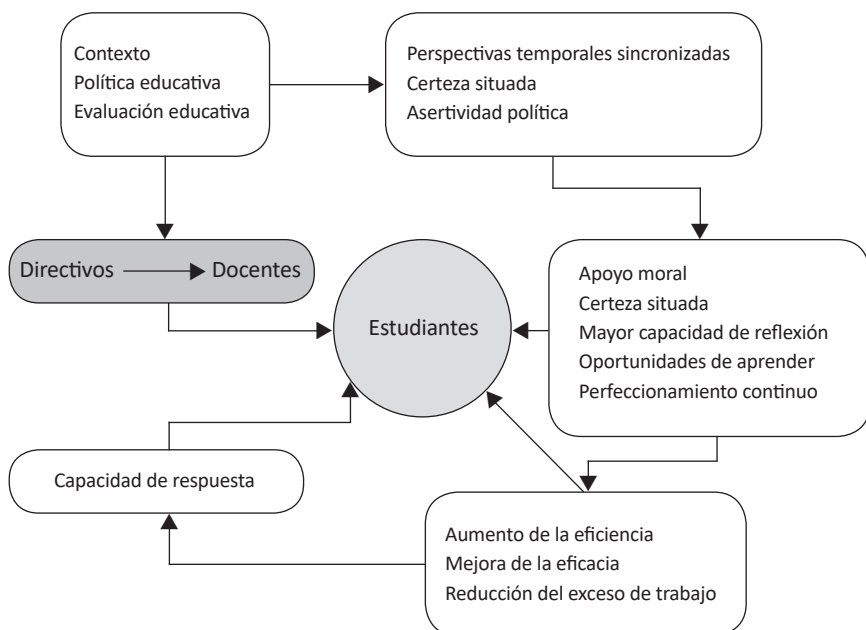 Contexto
Política educativa
Evaluación educativa
Perspectivas temporales sincronizadas
Certeza situada
Asertividad política
Directivos
Docentes
Estudiantes
Apoyo moral
Certeza situada
Mayor capacidad de reflexión
Oportunidades de aprender
Perfeccionamiento continuo
Capacidad de respuesta
Aumento de la eficiencia
Mejora de la eficacia
Reducción del exceso de trabajo